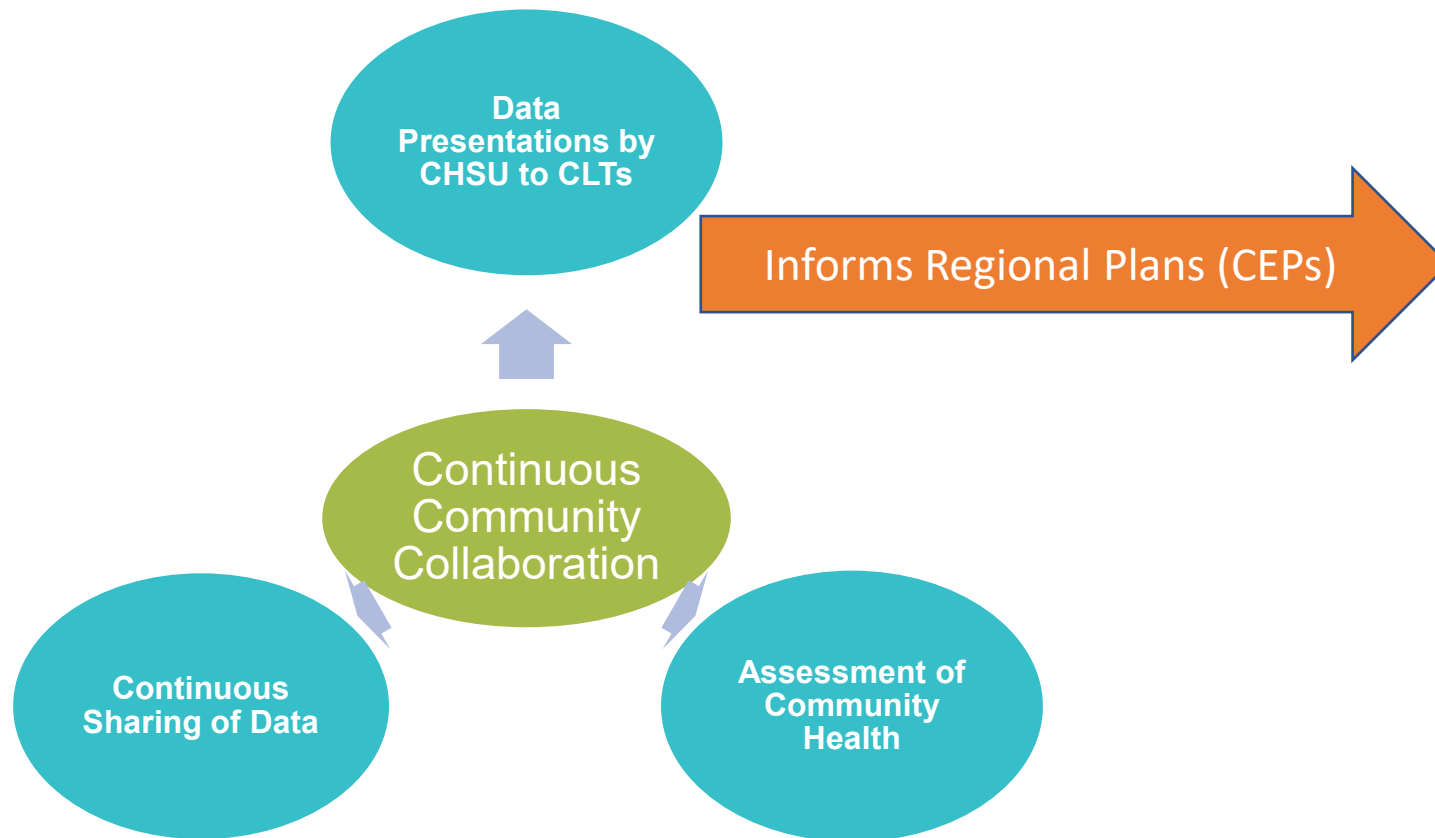 Data
Presentations by
CHSU to CLTs
Informs Regional Plans (CEPs)
Continuous
Community
Collaboration
Continuous
Sharing of Data
Assessment of
Community
Health